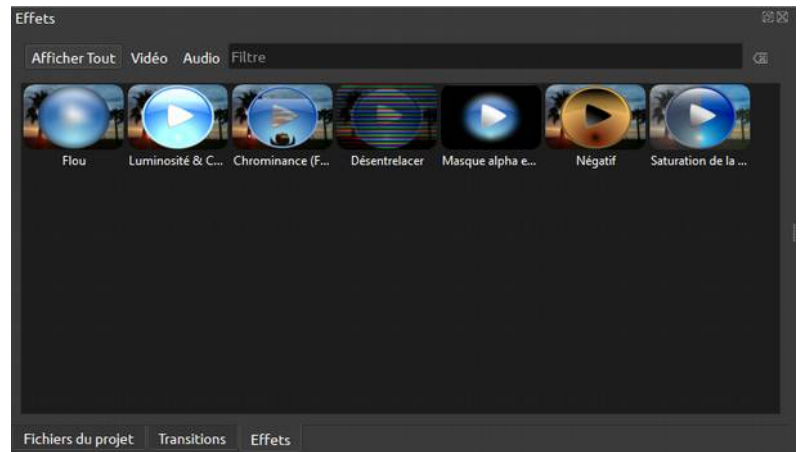 Effets
Afficher Tout Vidéo Audio Filtre
Flou Luminosité & C... Chrominance (F... Désentrelacer Masque alpha e... Négatif Saturation de la ...
Fichiers du projet Transitions Effets